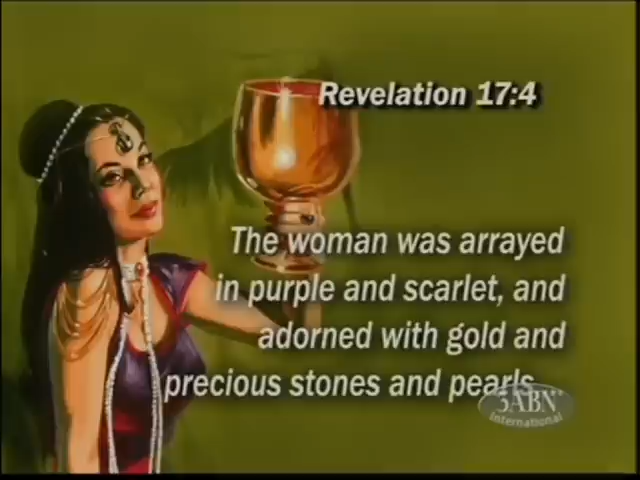 Revelation 17:4
The woman was arrayed
in purple and scarlet, and
adorned with gold and
precious stones and pearls...
3ABN
International